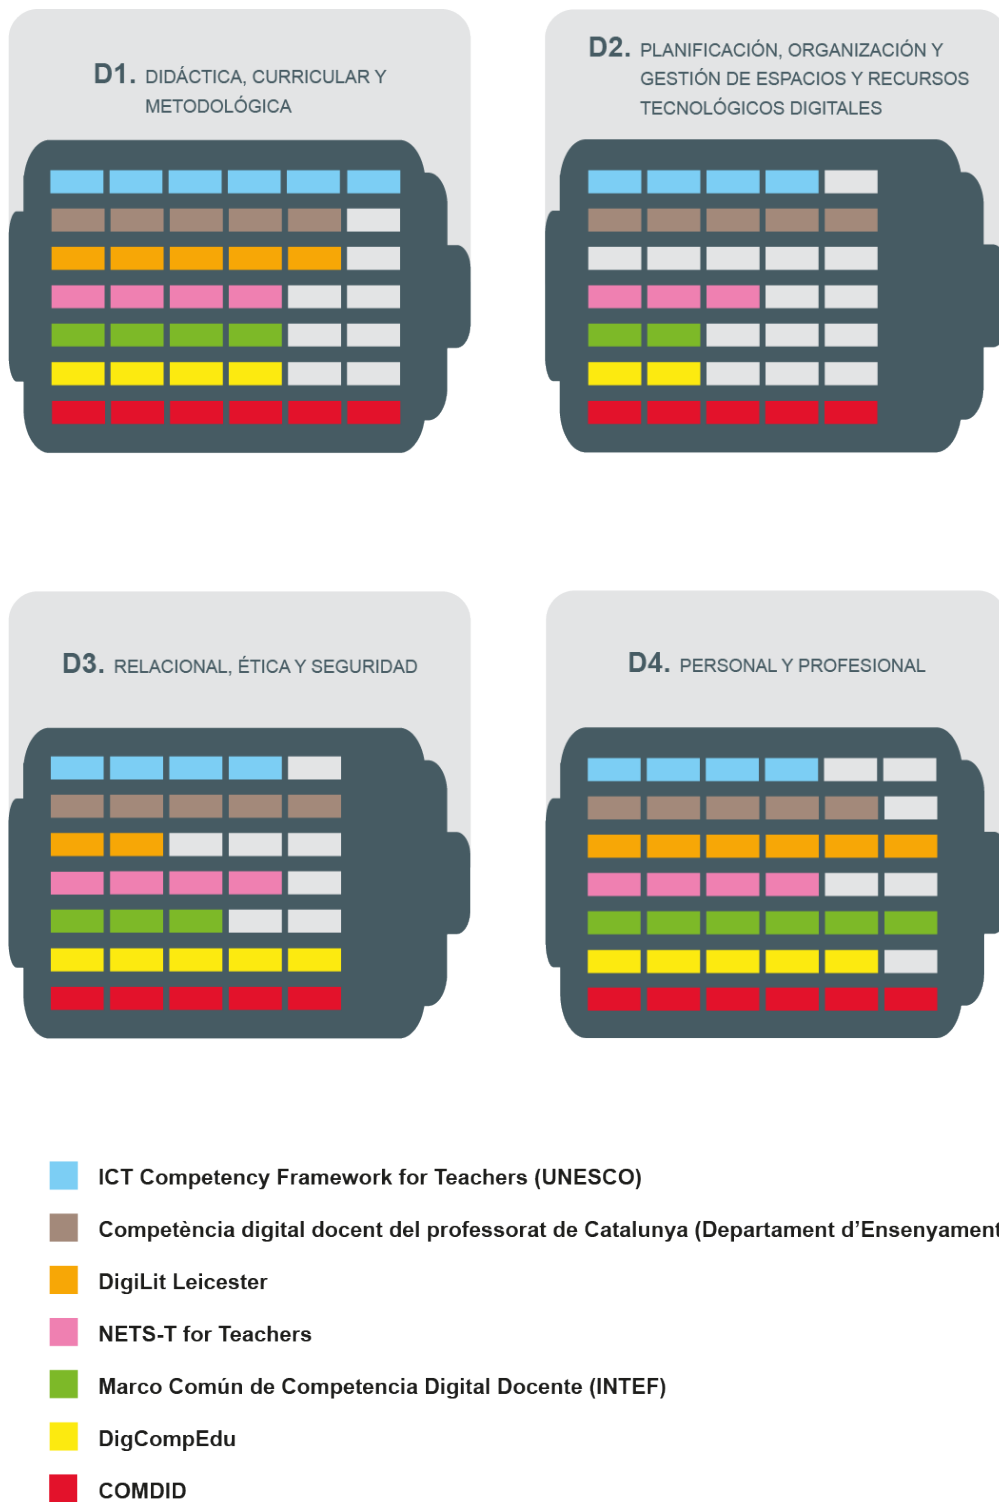 D1. DIDÁCTICA, CURRICULAR Y
METODOLÓGICA
D2. PLANIFICACIÓN, ORGANIZACIÓN Y
GESTIÓN DE ESPACIOS Y RECURSOS
TECNOLÓGICOS DIGITALES
D3. RELACIONAL, ÉTICA Y SEGURIDAD
D4. PERSONAL Y PROFESIONAL
ICT Competency Framework for Teachers (UNESCO)
Competència digital docent del professorat de Catalunya (Departament d’Ensenyament
DigiLit Leicester
NETS-T for Teachers
Marco Común de Competencia Digital Docente (INTEF)
DigCompEdu
COMDID